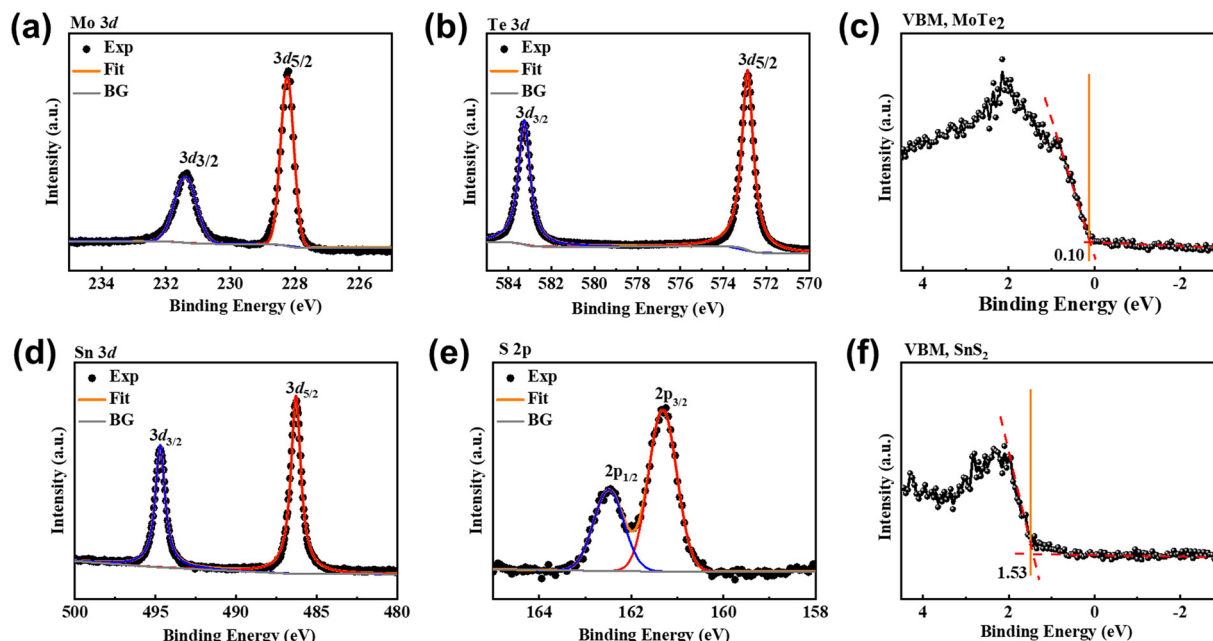 (a)
Mo 3d
Exp
Fit
BG
3d5/2
3d3/2
Intensity (a.u.)
234 231 228 225
Binding Energy (eV)
(b)
Te 3d
Exp
Fit
BG
3d5/2
3d3/2
Intensity (a.u.)
584 582 580 578 576 574 572 570
Binding Energy (eV)
(c)
VBM, MoTe2
Intensity (a.u.)
0.10
4 2 0 -2
Binding Energy (eV)
(d)
Sn 3d
Exp
Fit
BG
3d5/2
3d3/2
Intensity (a.u.)
500 495 490 485 480
Binding Energy (eV)
(e)
S 2p
Exp
Fit
BG
2p3/2
2p1/2
Intensity (a.u.)
164 162 160 158
Binding Energy (eV)
(f)
VBM, SnS2
Intensity (a.u.)
1.53
4 2 0 -2
Binding Energy (eV)